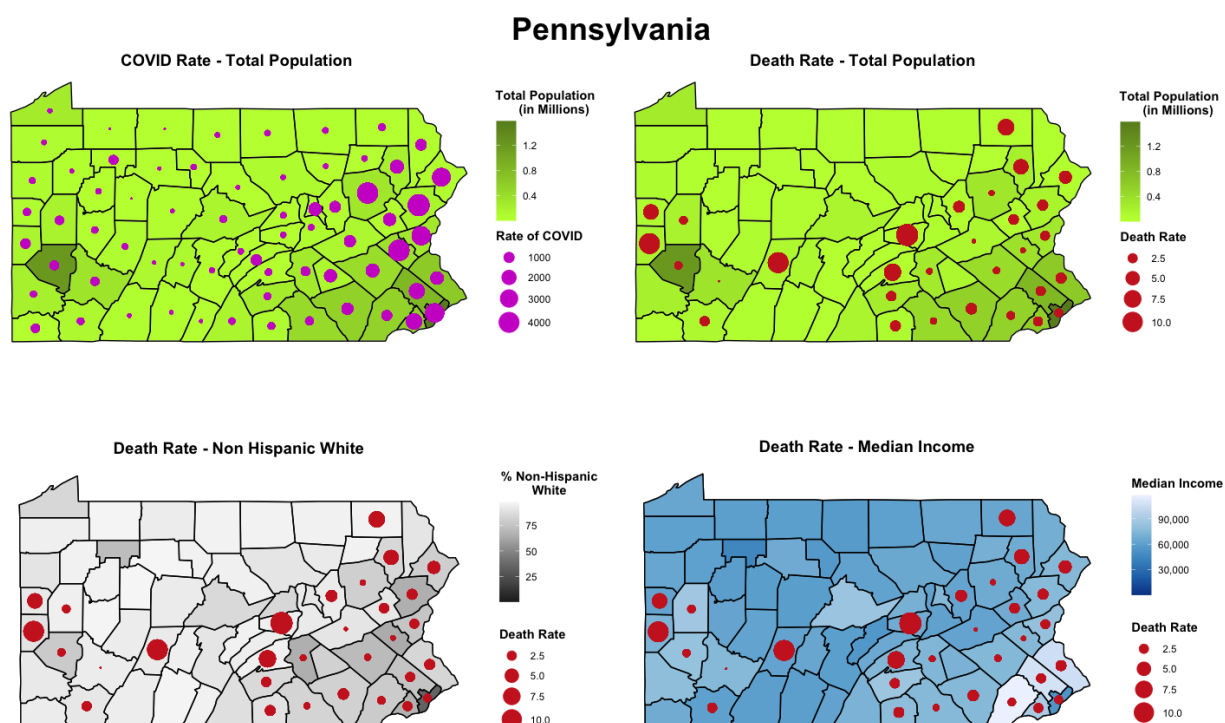 Pennsylvania
COVID Rate - Total Population
Total Population
(in Millions)
1.2
0.8
0.4
Rate of COVID
1000
2000
3000
4000
Death Rate - Total Population
Total Population
(in Millions)
1.2
0.8
0.4
Death Rate
2.5
5.0
7.5
10.0
Death Rate - Non Hispanic White
% Non-Hispanic
White
75
50
25
Death Rate
2.5
5.0
7.5
10.0
Death Rate - Median Income
Median Income
90,000
60,000
30,000
Death Rate
2.5
5.0
7.5
10.0